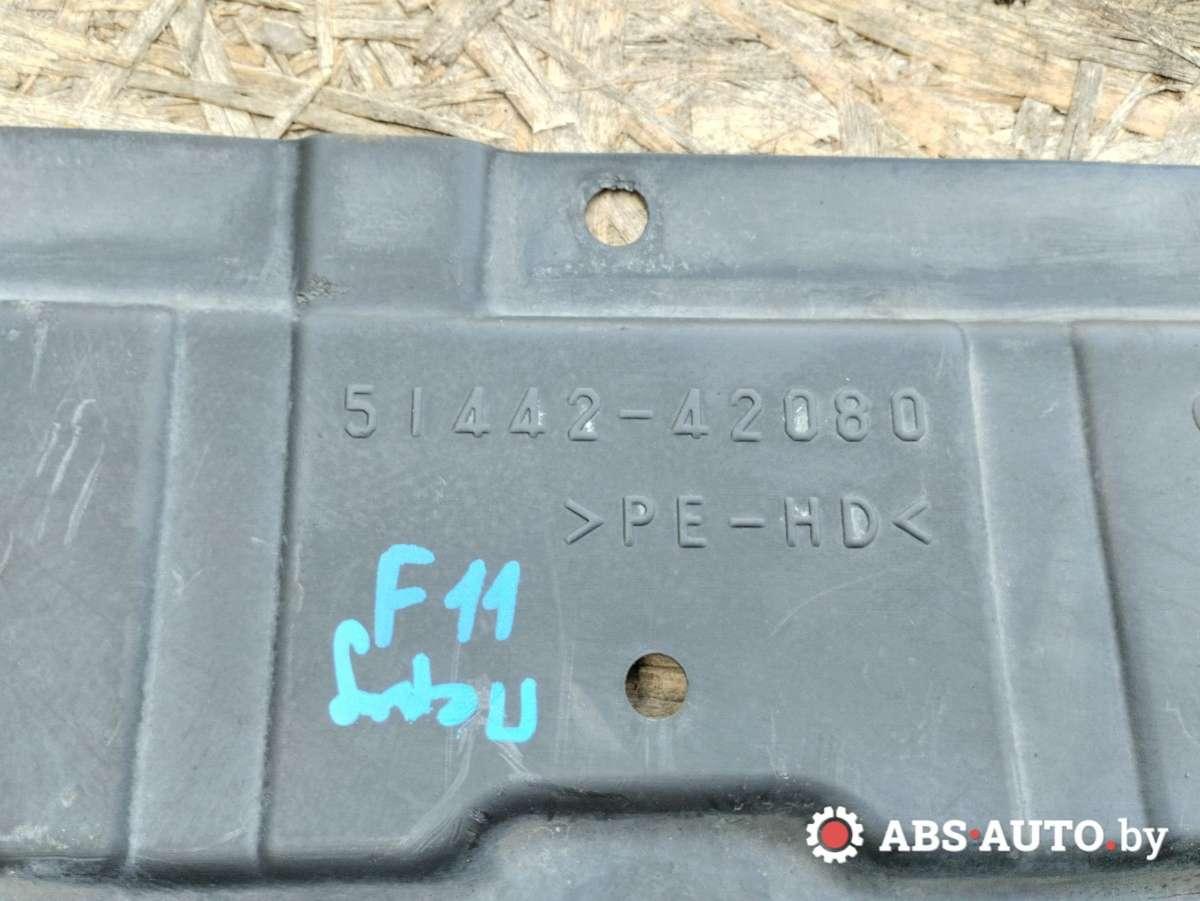 51442-42080
>PE-HD<
F11
ABS-AUTO.by